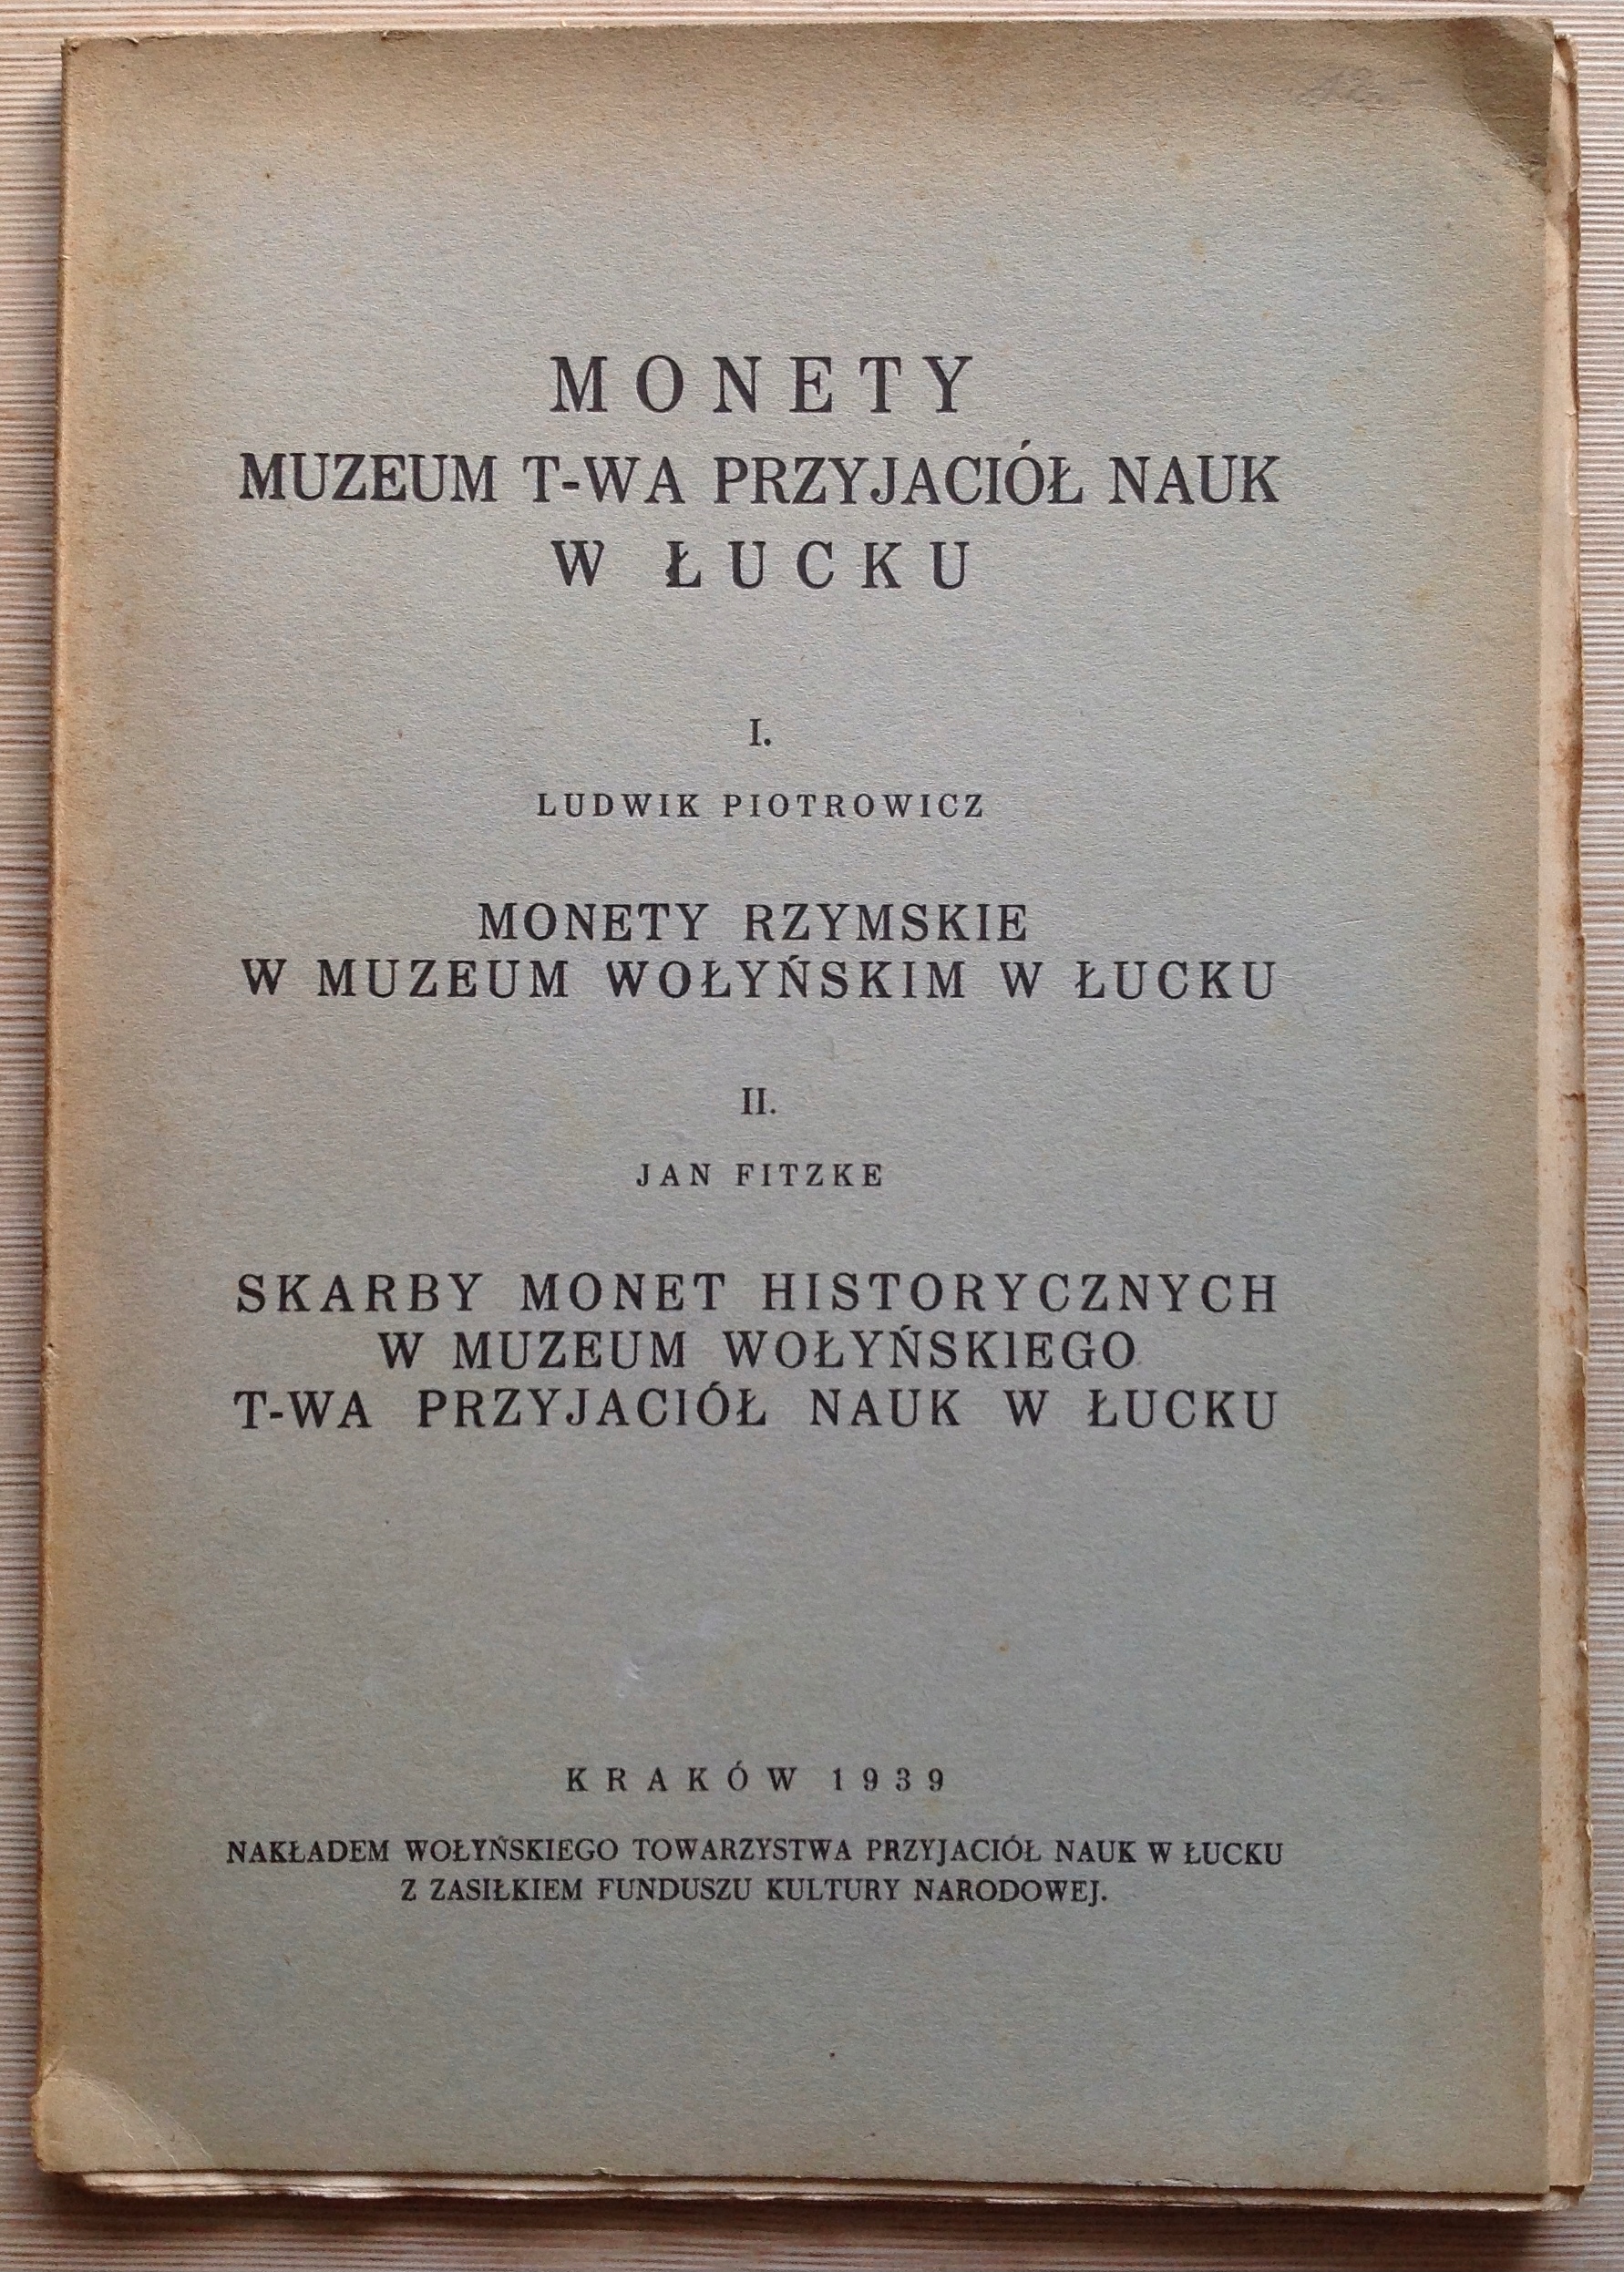 MONETY
MUZEUM T-WA PRZYJACIÓŁ NAUK
W ŁUCKU
I.
LUDWIK PIOTROWICZ
MONETY RZYMSKIE
W MUZEUM WOŁYŃSKIM W ŁUCKU
II.
JAN FITZKE
SKARBY MONET HISTORYCZNYCH
W MUZEUM WOŁYŃSKIEGO
T-WA PRZYJACIÓŁ NAUK W ŁUCKU
KRAKÓW 1939
NAKŁADEM WOŁYŃSKIEGO TOWARZYSTWA PRZYJACIÓŁ NAUK W ŁUCKU
Z ZASIŁKIEM FUNDUSZU KULTURY NARODOWEJ.